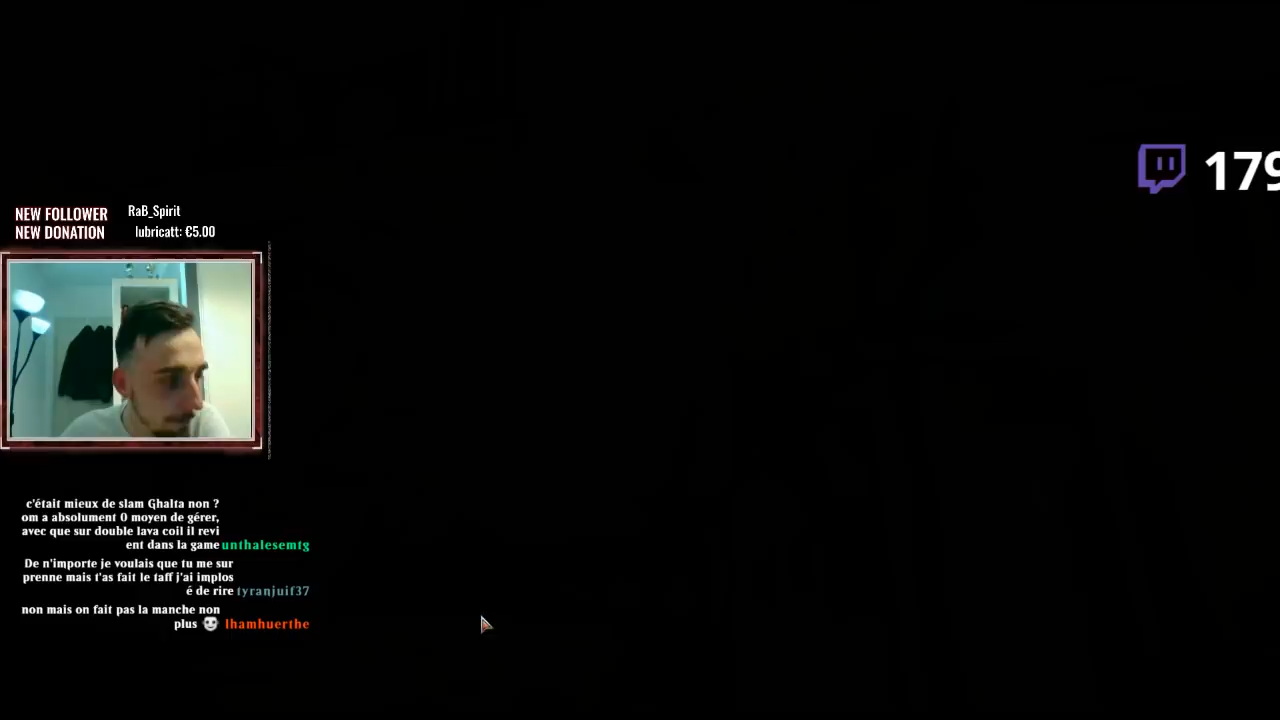 179
NEW FOLLOWER RaB_Spirit
NEW DONATION lubricatt: €5.00
c'était mieux de slam Ghalta non ?
om a absolument 0 moyen de gérer,
avec que sur double lava coil il revi
ent dans la game unthalesemtg
De n'importe je voulais que tu me sur
prenne mais t'as fait le taff j'ai implos
é de rire tyranjuif37
non mais on fait pas la manche non
plus lhamhuerthe